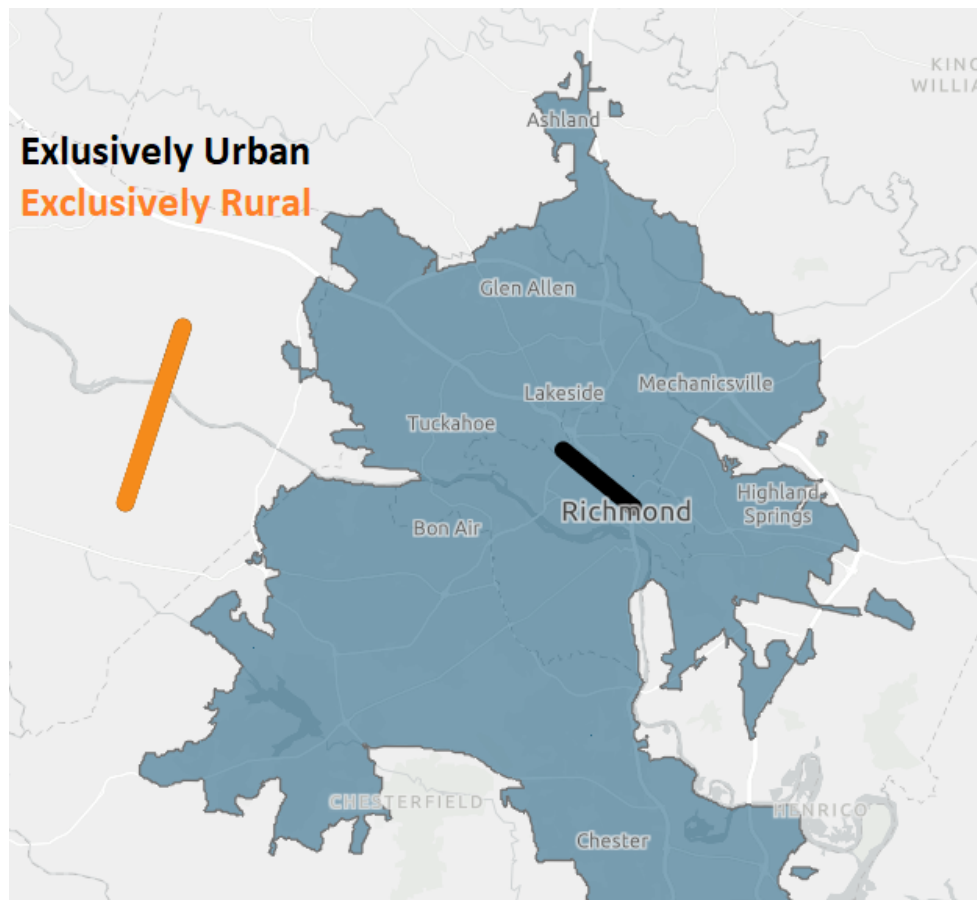 KING
WILLIA
Ashland
Exlusively Urban
Exclusively Rural
Glen Allen
Lakeside
Mechanicsville
Tuckahoe
Richmond
Highland
Springs
Bon Air
CHESTERFIELD
HENRICO
Chester